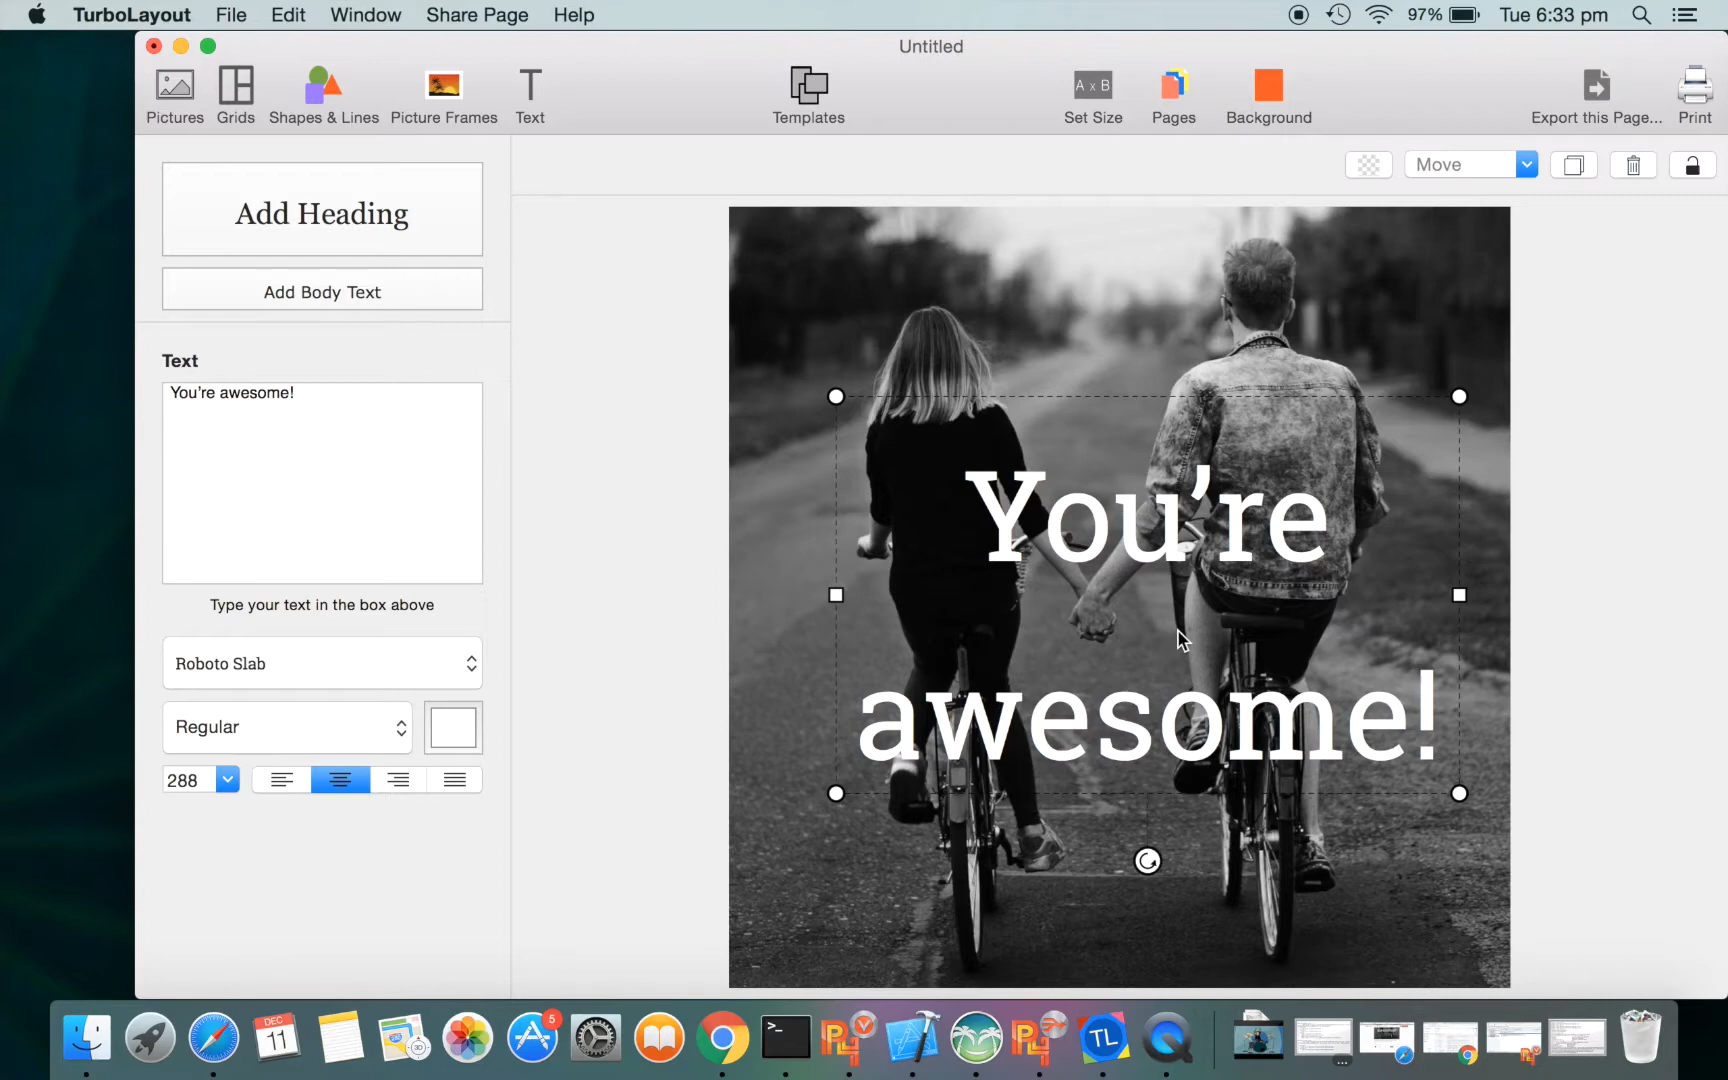 TurboLayout File Edit Window Share Page Help 97% Tue 6:33 pm
Untitled
A x B
Pictures Grids Shapes & Lines Picture Frames Text Templates Set Size Pages Background Export this Page... Print
Move
Add Heading
Add Body Text
Text
You're awesome!
Type your text in the box above
Roboto Slab
Regular
288
You're
awesome!
DEC
11
5
TL